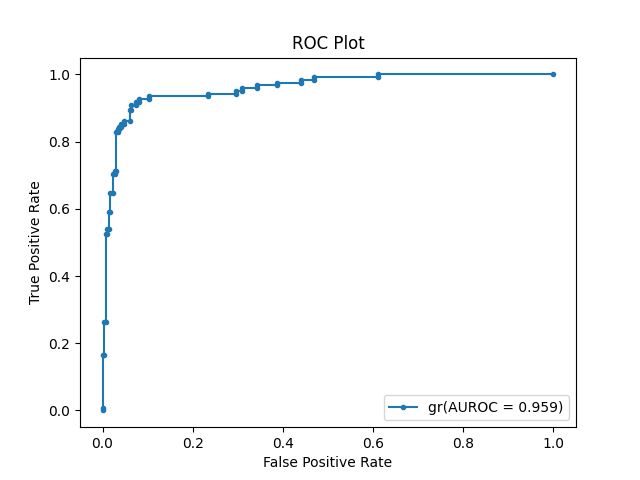 ROC Plot
True Positive Rate
1.0
0.8
0.6
0.4
0.2
0.0
gr(AUROC = 0.959)
0.0 0.2 0.4 0.6 0.8 1.0
False Positive Rate